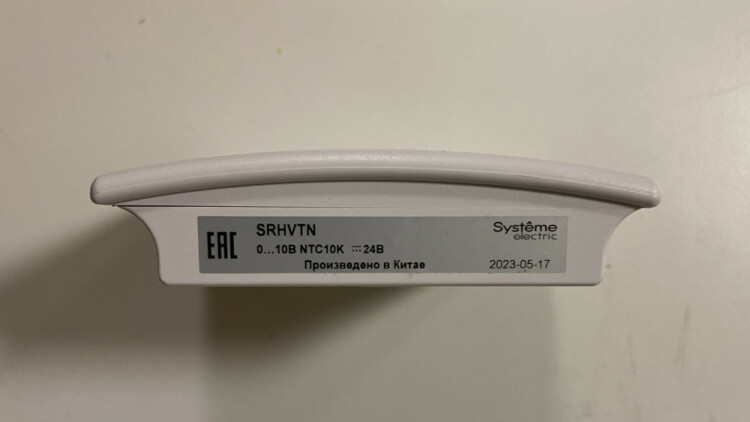 EAC
SRHVTN
0...10В NTC10K ⎓24В
Произведено в Китае
Systême
electric
2023-05-17